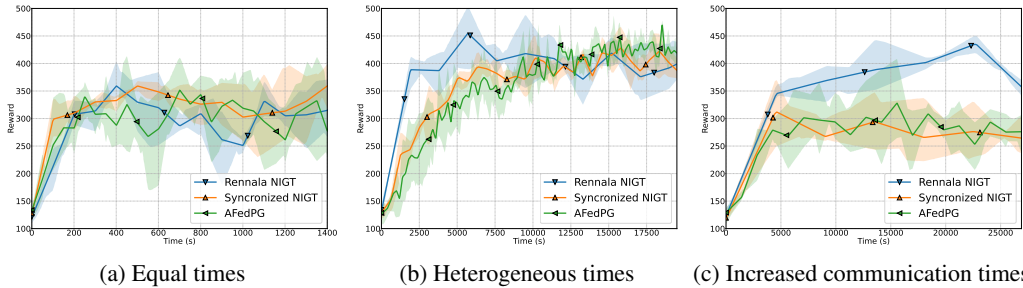 500
450
400
350
300
250
200
150
100
Reward
0 200 400 600 800 1000 1200 1400
Time (s)
Rennala NIGT
Syncronized NIGT
AFedPG
(a) Equal times
500
450
400
350
300
250
200
150
100
Reward
0 2500 5000 7500 10000 12500 15000 17500
Time (s)
Rennala NIGT
Syncronized NIGT
AFedPG
(b) Heterogeneous times
500
450
400
350
300
250
200
150
100
Reward
0 5000 10000 15000 20000 25000
Time (s)
Rennala NIGT
Syncronized NIGT
AFedPG
(c) Increased communication times